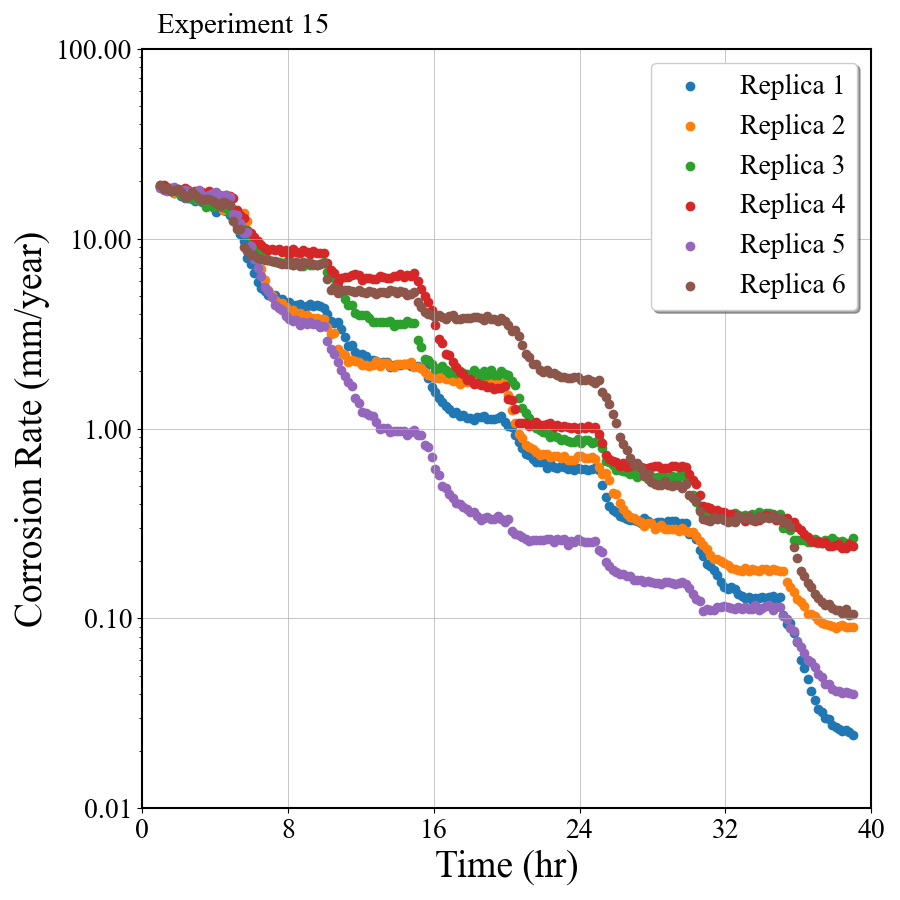 Experiment 15
100.00
10.00
1.00
0.10
0.01
Corrosion Rate (mm/year)
Replica 1
Replica 2
Replica 3
Replica 4
Replica 5
Replica 6
0 8 16 24 32 40
Time (hr)